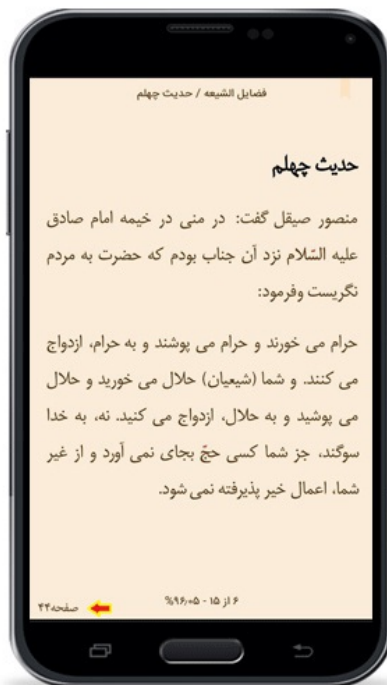 فضایل الشیعه / حدیث چهلم
حدیث چهلم
منصور صیقل گفت: در منی در خیمه امام صادق
علیه السّلام نزد آن جناب بودم که حضرت به مردم
نگریست وفرمود:
حرام می خورند و حرام می پوشند و به حرام، ازدواج
می کنند. و شما (شیعیان) حلال می خورید و حلال
می پوشید و به حلال، ازدواج می کنید. نه، به خدا
سوگند، جز شما کسی حجّ بجای نمی آورد و از غیر
شما، اعمال خیر پذیرفته نمی شود.
۶ از ۱۵ - ۹۶٫۰۵%
صفحه۴۴